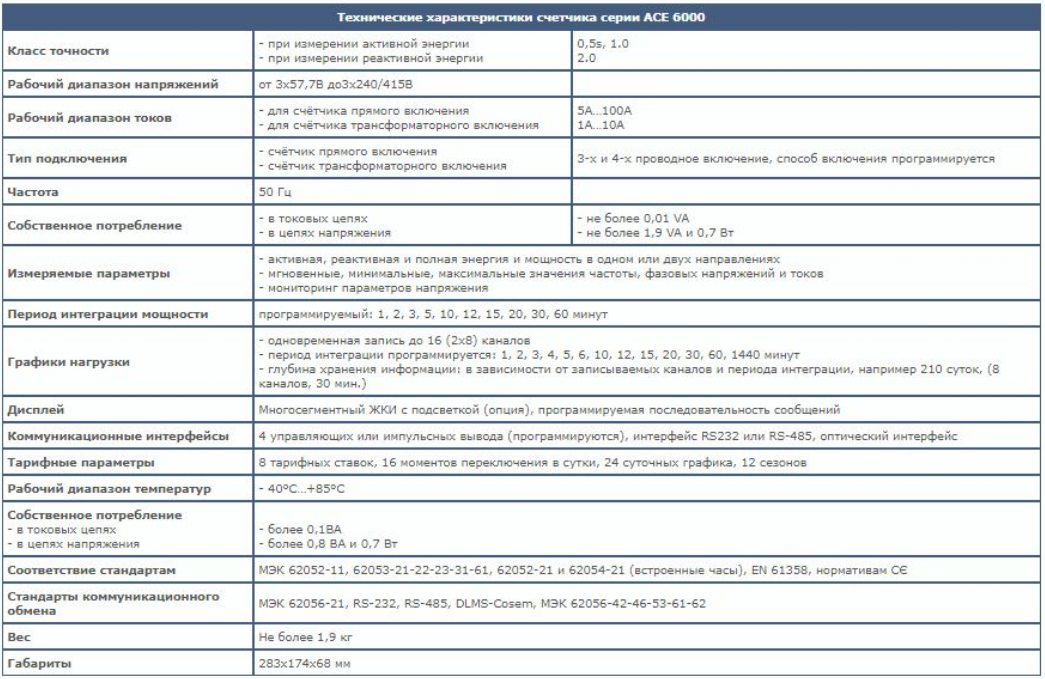 Технические характеристики счетчика серии ACE 6000
Класс точности
- при измерении активной энергии
- при измерении реактивной энергии
0,5s, 1.0
2.0
Рабочий диапазон напряжений
от 3x57,7В до3x240/415В
Рабочий диапазон токов
- для счётчика прямого включения
- для счётчика трансформаторного включения
5А...100А
1А...10А
Тип подключения
- счётчик прямого включения
- счётчик трансформаторного включения
3-х и 4-х проводное включение, способ включения программируется
Частота
50 Гц
Собственное потребление
- в токовых цепях
- в цепях напряжения
- не более 0,01 VA
- не более 1,9 VA и 0,7 Вт
Измеряемые параметры
- активная, реактивная и полная энергия и мощность в одном или двух направлениях
- мгновенные, минимальные, максимальные значения частоты, фазовых напряжений и токов
- мониторинг параметров напряжения
Период интеграции мощности
программируемый: 1, 2, 3, 5, 10, 12, 15, 20, 30, 60 минут
Графики нагрузки
- одновременная запись до 16 (2x8) каналов
- период интеграции программируется: 1, 2, 3, 4, 5, 6, 10, 12, 15, 20, 30, 60, 1440 минут
- глубина хранения информации: в зависимости от записываемых каналов и периода интеграции, например 210 суток, (8
каналов, 30 мин.)
Дисплей
Многосегментный ЖКИ с подсветкой (опция), программируемая последовательность сообщений
Коммуникационные интерфейсы
4 управляющих или импульсных вывода (программируются), интерфейс RS232 или RS-485, оптический интерфейс
Тарифные параметры
8 тарифных ставок, 16 моментов переключения в сутки, 24 суточных графика, 12 сезонов
Рабочий диапазон температур
- 40ºС...+85ºС
Собственное потребление
- в токовых цепях
- в цепях напряжения
- более 0,1ВА
- более 0,8 ВА и 0,7 Вт
Соответствие стандартам
МЭК 62052-11, 62053-21-22-23-31-61, 62052-21 и 62054-21 (встроенные часы), EN 61358, нормативам CЄ
Стандарты коммуникационного
обмена
МЭК 62056-21, RS-232, RS-485, DLMS-Cosem, МЭК 62056-42-46-53-61-62
Вес
Не более 1,9 кг
Габариты
283x174x68 мм